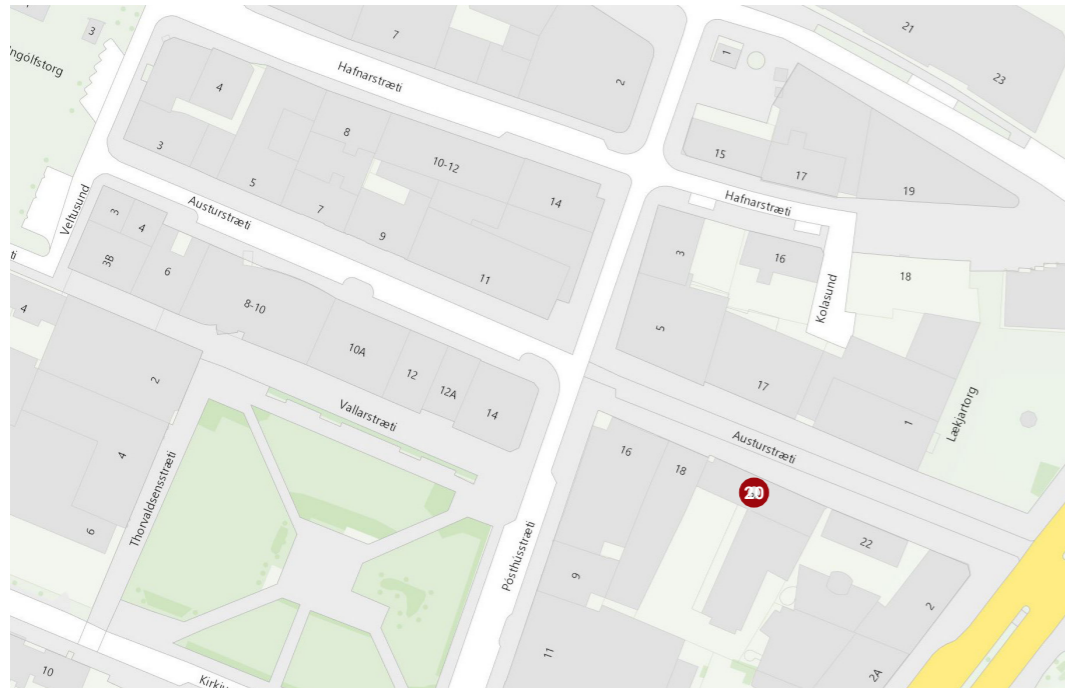 21
7
23
3
Ingólfstorg
Hafnarstræti
4
1
2
8
10-12
15
17
19
3
5
7
14
Veltusund
Austurstræti
9
11
Hafnarstræti
3
4
3B
6
3
16
18
Kolasund
8-10
5
4
10A
12
12A
14
17
2
Vallarstræti
1
Lækjartorg
Austurstræti
16
18
4
Thorvaldsensstræti
6
20
22
Pósthússtræti
9
2
11
2A
10